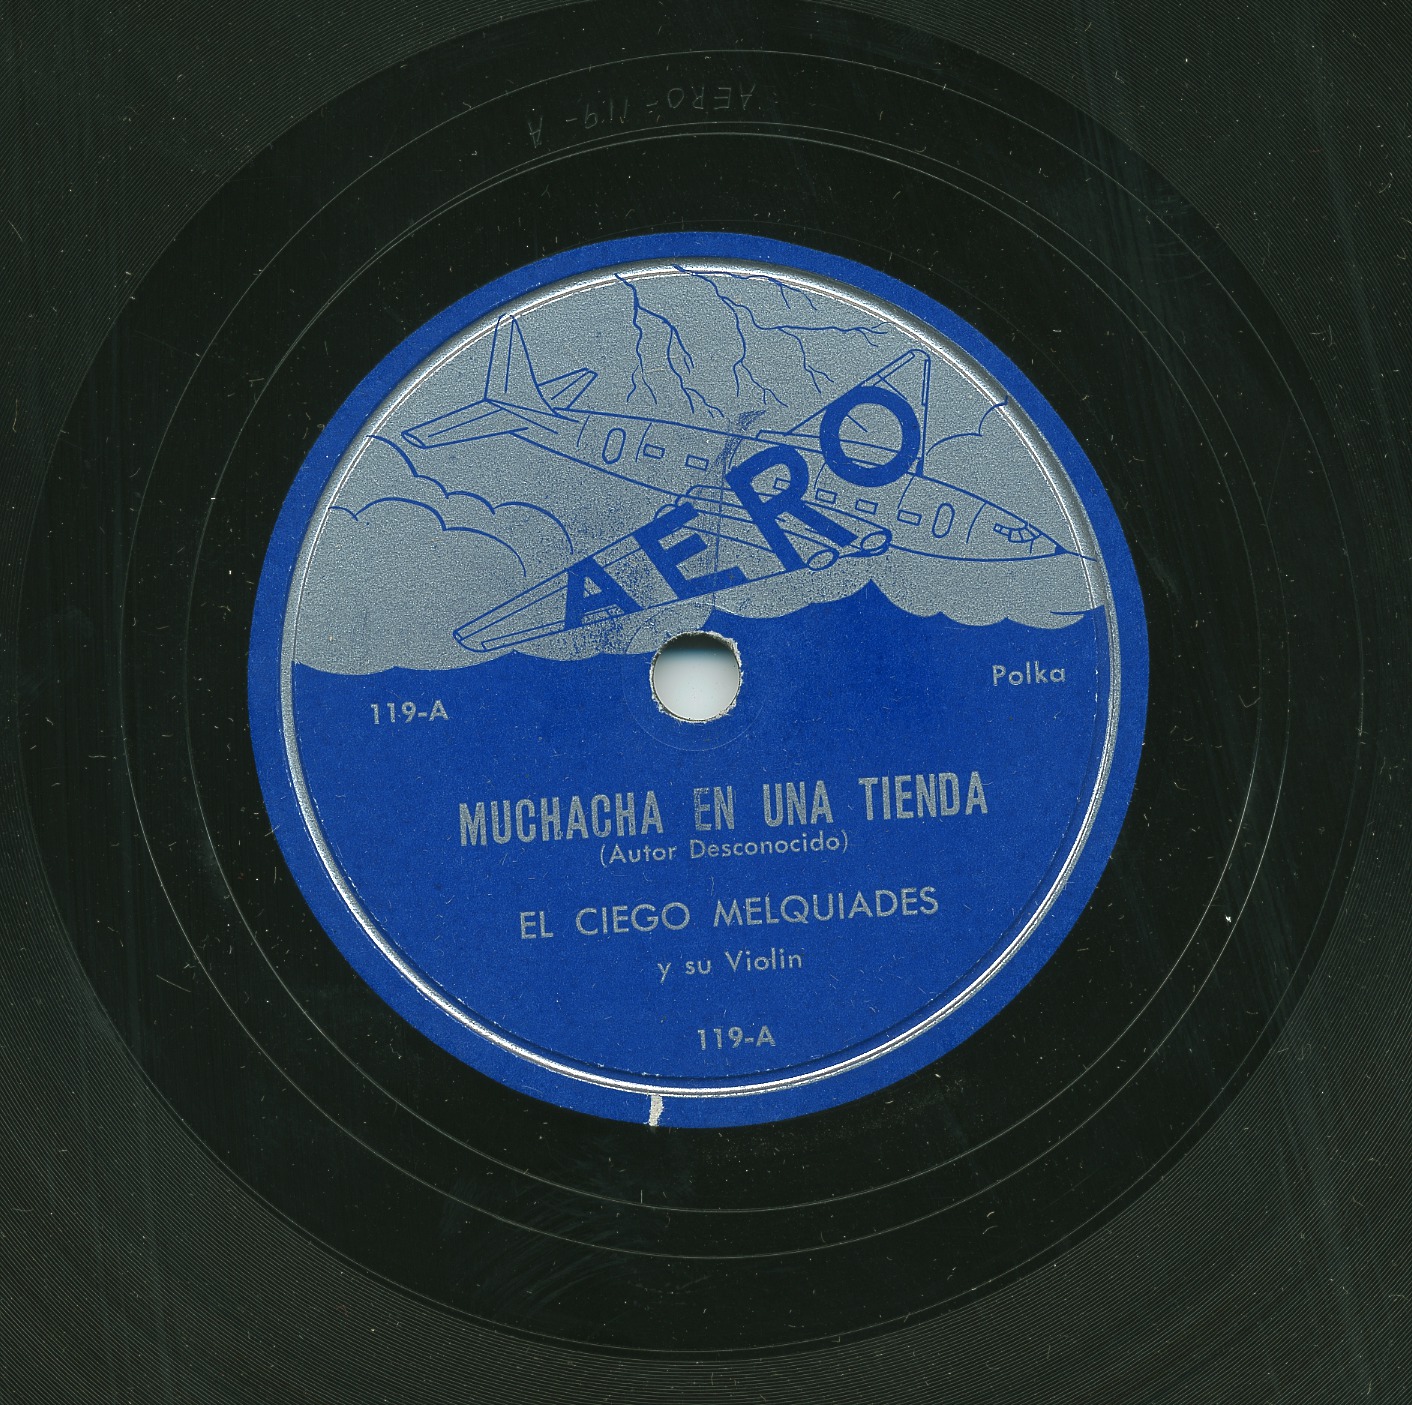 AERO-119-A
AERO
Polka
119-A
MUCHACHA EN UNA TIENDA
(Autor Desconocido)
EL CIEGO MELQUIADES
y su Violin
119-A